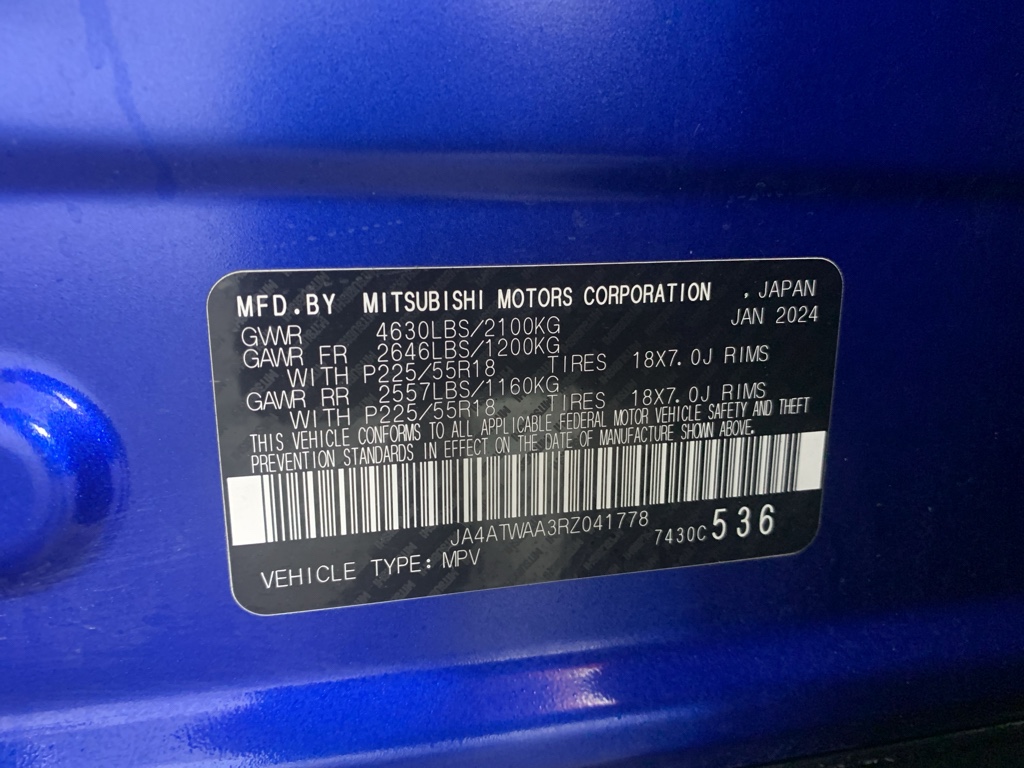 MFD.BY MITSUBISHI MOTORS CORPORATION , JAPAN
JAN 2024
GVWR 4630LBS/2100KG
GAWR FR 2646LBS/1200KG
WITH P225/55R18 TIRES 18X7.0J RIMS
GAWR RR 2557LBS/1160KG
WITH P225/55R18 TIRES 18X7.0J RIMS
THIS VEHICLE CONFORMS TO ALL APPLICABLE FEDERAL MOTOR VEHICLE SAFETY AND THEFT
PREVENTION STANDARDS IN EFFECT ON THE DATE OF MANUFACTURE SHOWN ABOVE.
JA4ATWAA3RZ041778
7430C536
VEHICLE TYPE: MPV